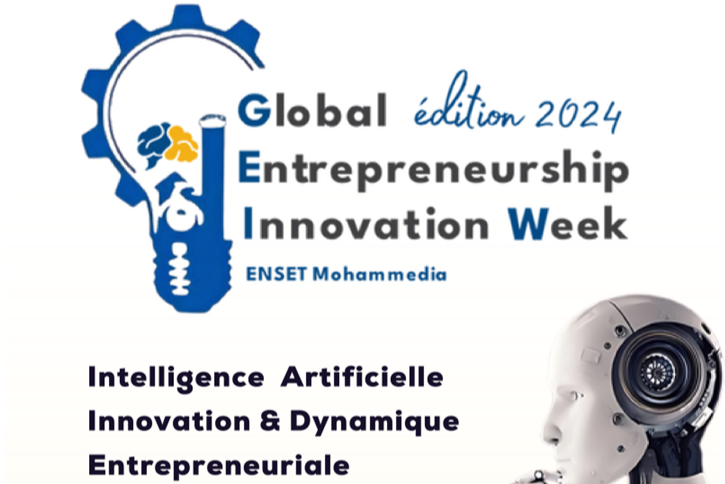 Global édition 2024
Entrepreneurship
Innovation Week
ENSET Mohammedia
Intelligence Artificielle
Innovation & Dynamique
Entrepreneuriale